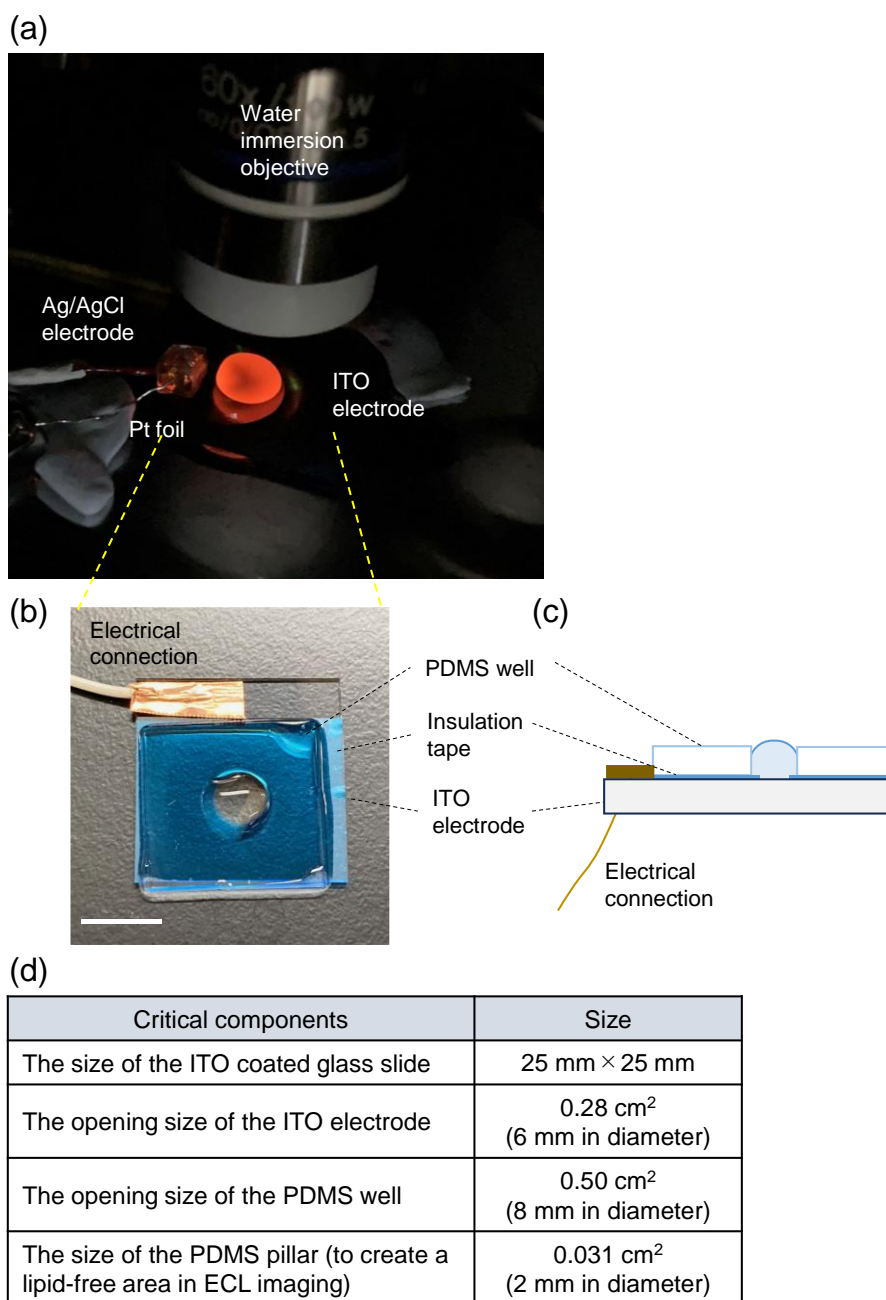 (a)
60x /
W
Water
immersion
objective
Ag/AgCl
electrode
ITO
electrode
Pt foil
(b)
(c)
Electrical
connection
PDMS well
Insulation
tape
ITO
electrode
Electrical
connection
(d)
Critical components Size
The size of the ITO coated glass slide 25 mm × 25 mm
The opening size of the ITO electrode 0.28 cm²
(6 mm in diameter)
The opening size of the PDMS well 0.50 cm²
(8 mm in diameter)
The size of the PDMS pillar (to create a 0.031 cm²
lipid-free area in ECL imaging) (2 mm in diameter)